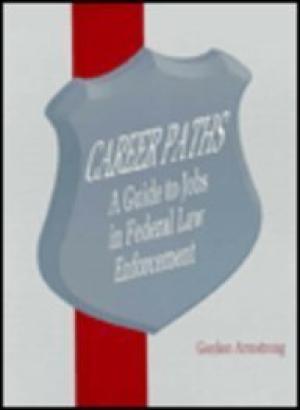 CAREER PATHS
A Guide to Jobs
in Federal Law
Enforcement
Gordon Armstrong